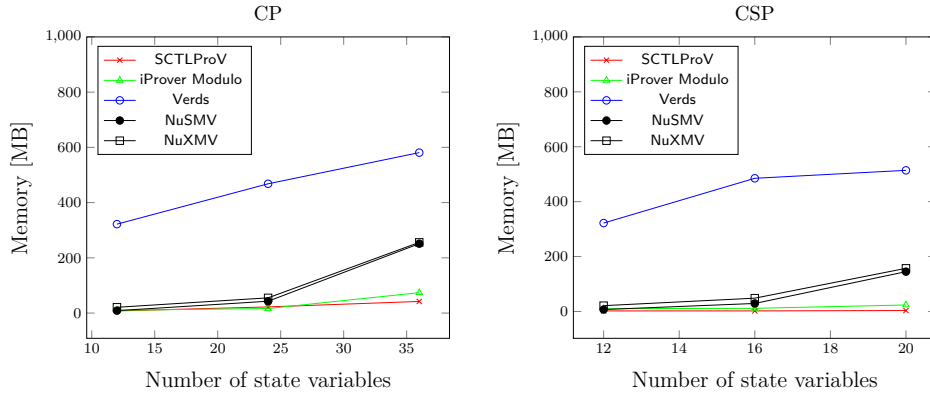 CP
1,000
800
600
400
200
0
Memory [MB]
SCTLProV
iProver Modulo
Verds
NuSMV
NuXMV
10 15 20 25 30 35
Number of state variables
CSP
1,000
800
600
400
200
0
Memory [MB]
SCTLProV
iProver Modulo
Verds
NuSMV
NuXMV
12 14 16 18 20
Number of state variables